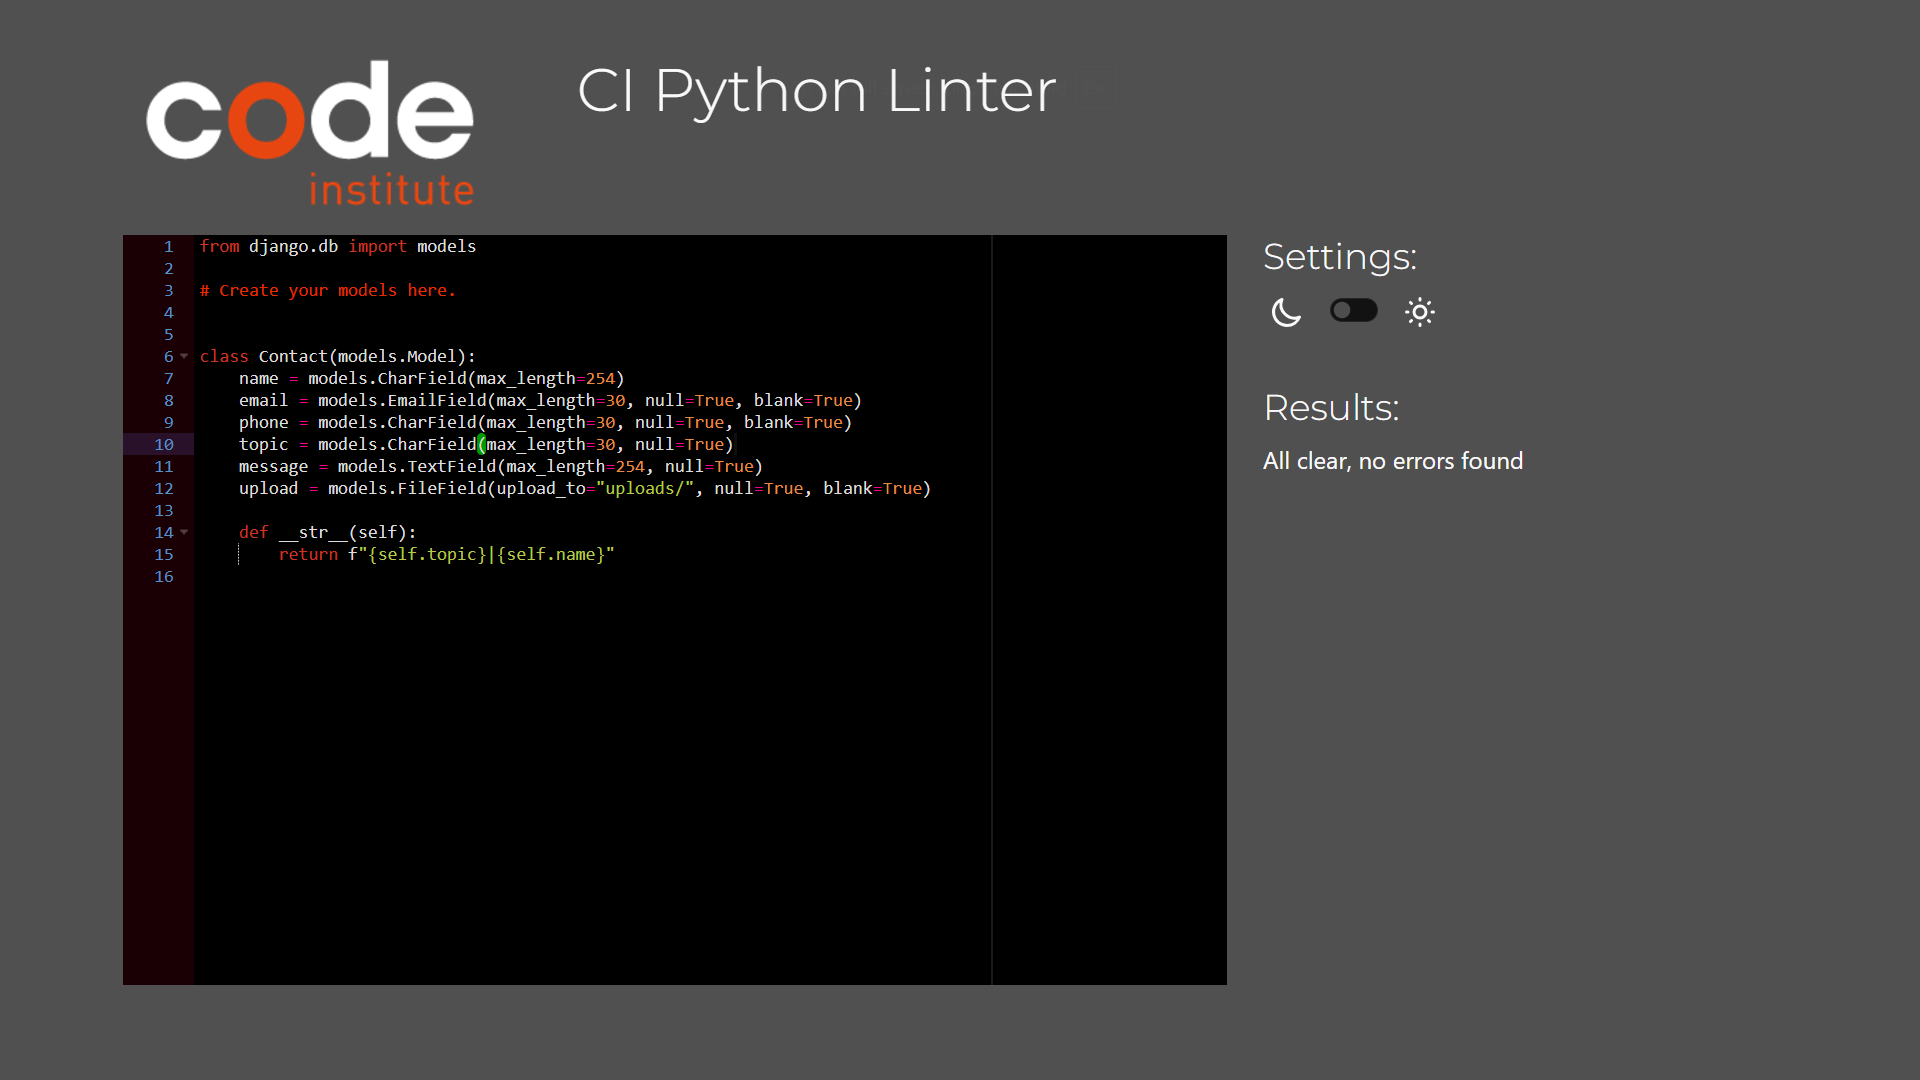 code
institute
CI Python Linter
1 from django.db import models
2
3 # Create your models here.
4
5
6 class Contact(models.Model):
7     name = models.CharField(max_length=254)
8     email = models.EmailField(max_length=30, null=True, blank=True)
9     phone = models.CharField(max_length=30, null=True, blank=True)
10     topic = models.CharField(max_length=30, null=True)
11     message = models.TextField(max_length=254, null=True)
12     upload = models.FileField(upload_to="uploads/", null=True, blank=True)
13
14     def __str__(self):
15         return f"{self.topic}|{self.name}"
16
Settings:
Results:
All clear, no errors found